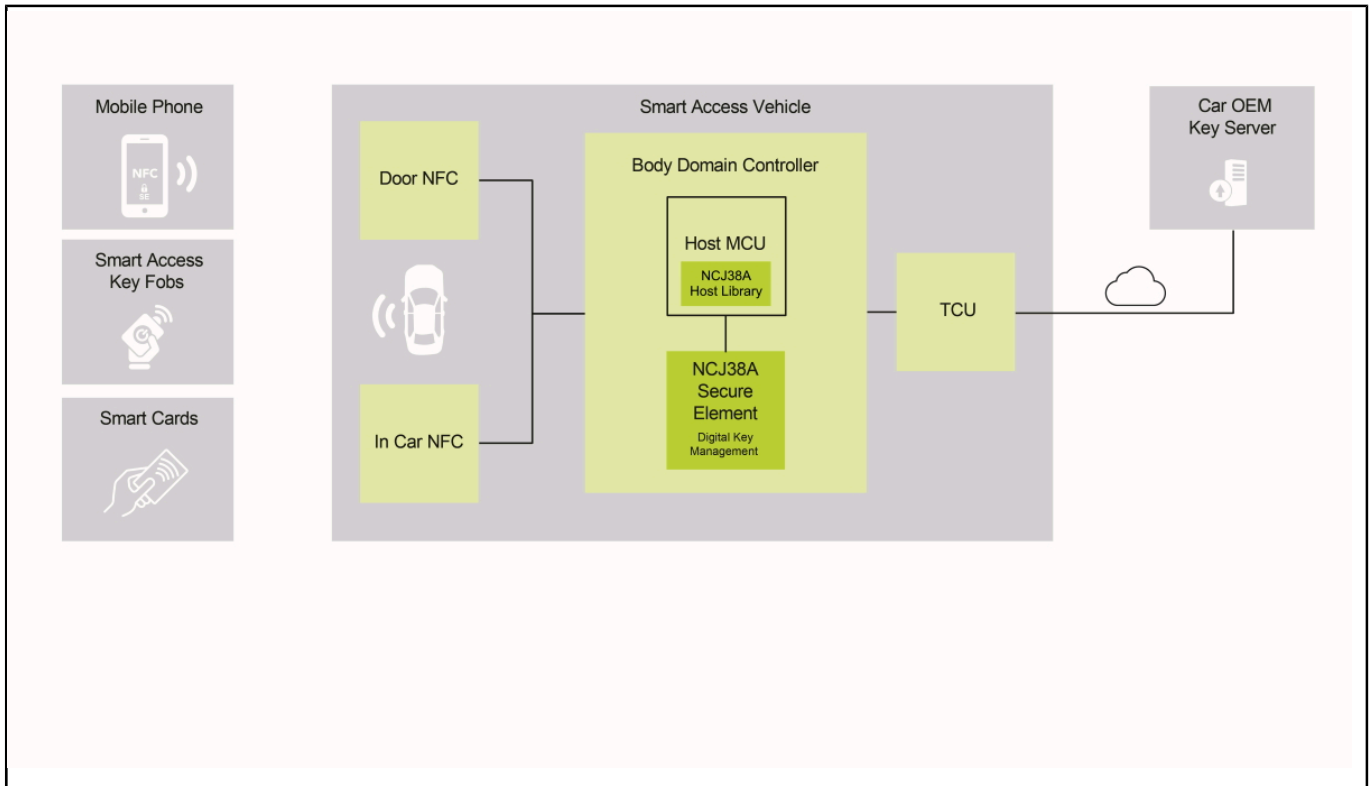 Mobile Phone
NFC
SE
Smart Access
Key Fobs
Smart Cards
Smart Access Vehicle
Door NFC
In Car NFC
Body Domain Controller
Host MCU
NCJ38A
Host Library
NCJ38A
Secure
Element
Digital Key
Management
TCU
Car OEM
Key Server